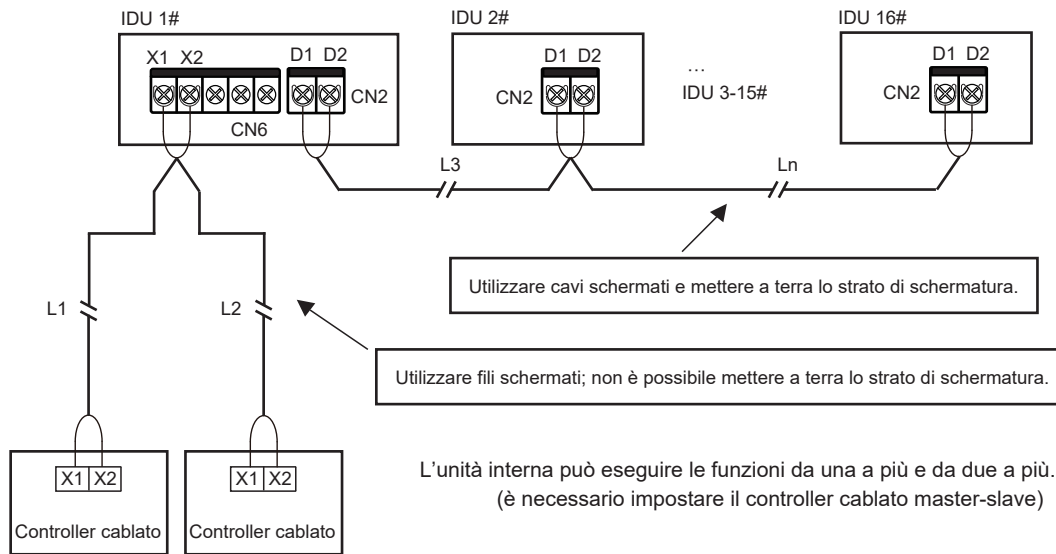 IDU 1#
IDU 2#
IDU 16#
X1 X2
D1 D2
CN2
CN6
D1 D2
CN2
...
IDU 3-15#
D1 D2
CN2
L3
Ln
Utilizzare cavi schermati e mettere a terra lo strato di schermatura.
L1
L2
Utilizzare fili schermati; non è possibile mettere a terra lo strato di schermatura.
X1 X2
Controller cablato
X1 X2
Controller cablato
L’unità interna può eseguire le funzioni da una a più e da due a più.
(è necessario impostare il controller cablato master-slave)